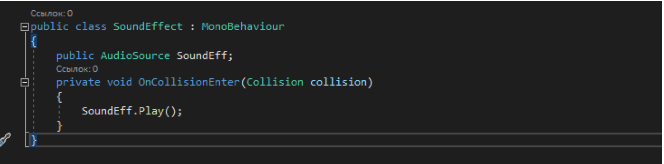 Ссылок: 0
public class SoundEffect : MonoBehaviour
{
public AudioSource SoundEff;
Ссылок: 0
private void OnCollisionEnter(Collision collision)
{
SoundEff.Play();
}
}